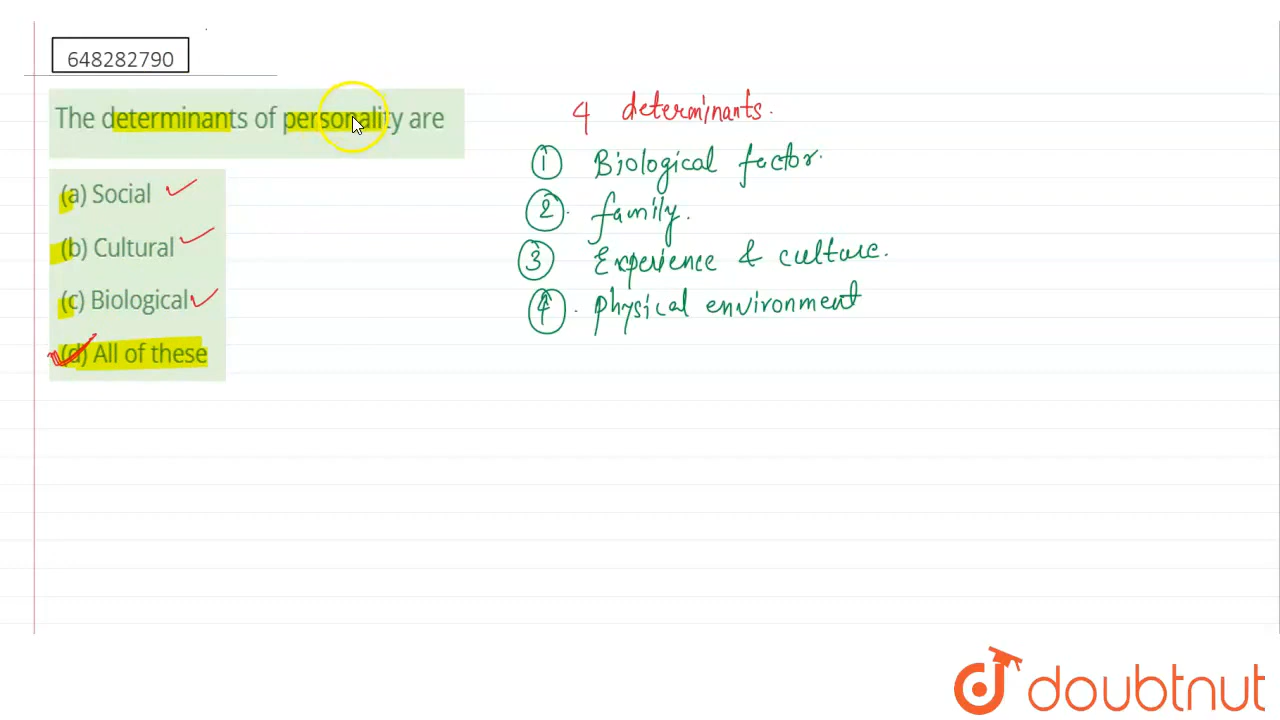 648282790
The determinants of personality are
(a) Social
(b) Cultural
(c) Biological
(d) All of these
4 determinants.
1 Biological factor.
2. family.
3 Experience & culture.
4. physical environment
doubtnut